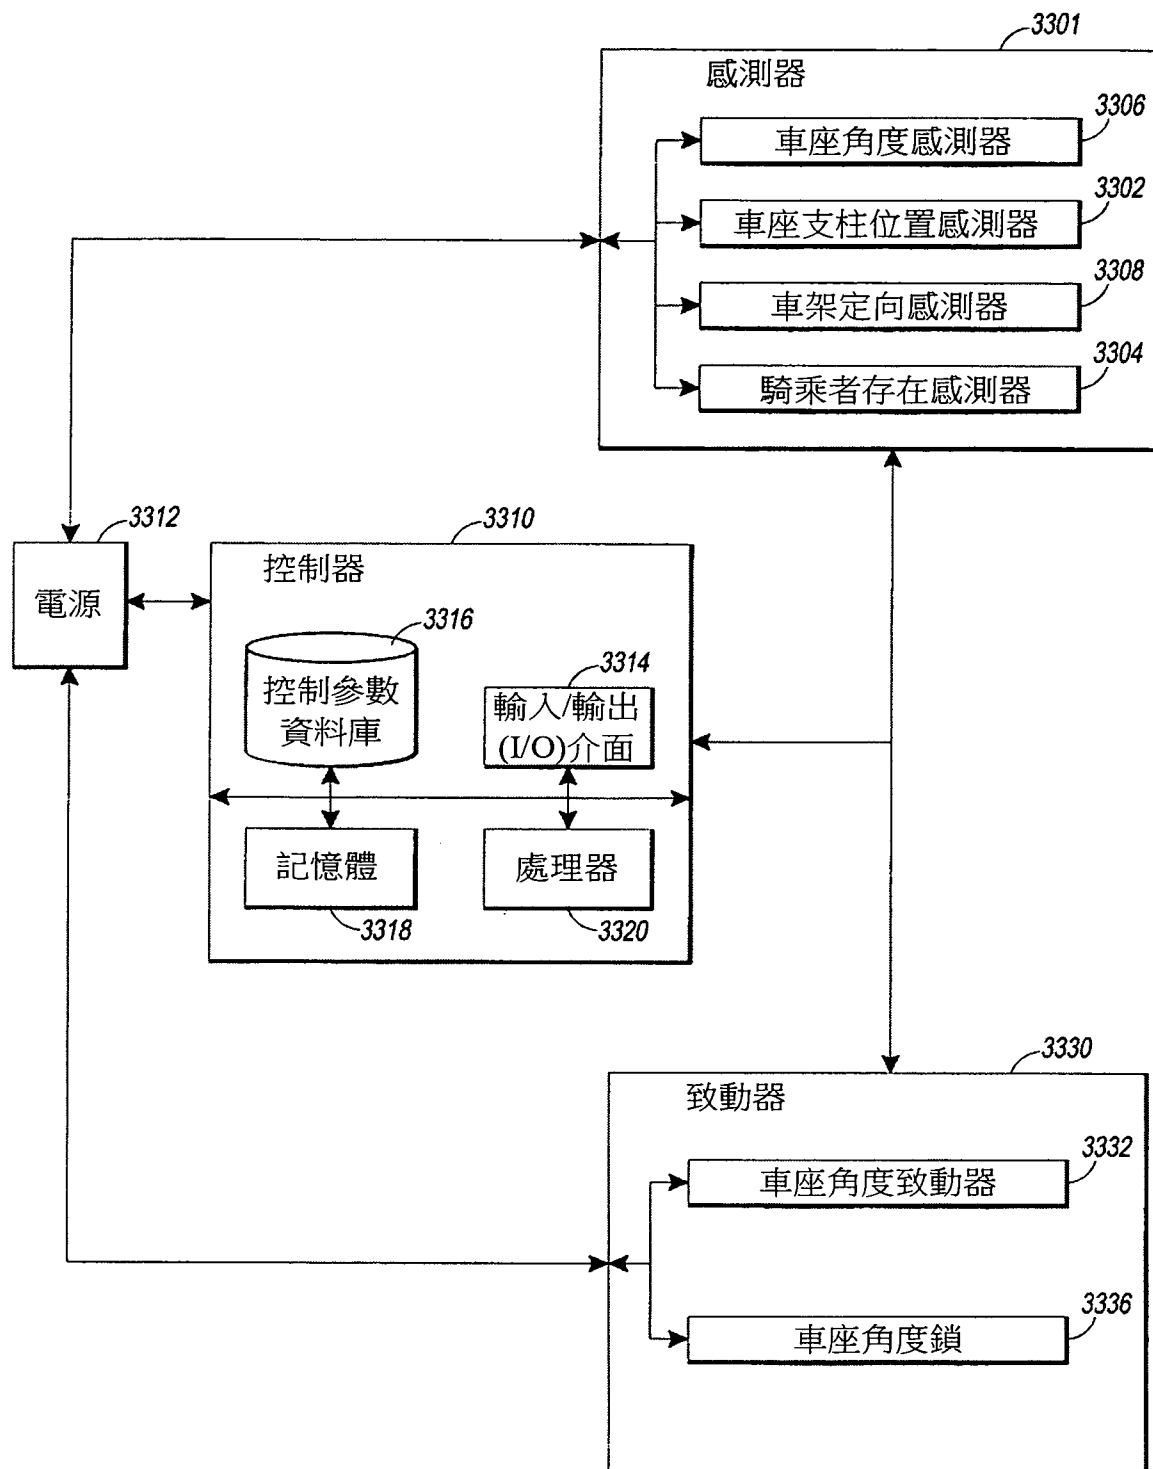 3301
感測器
3306
車座角度感測器
3302
車座支柱位置感測器
3308
車架定向感測器
3304
騎乘者存在感測器
3312
電源
3310
控制器
3316
控制參數
資料庫
3314
輸入/輸出
(I/O)介面
記憶體
3318
處理器
3320
3330
致動器
3332
車座角度致動器
3336
車座角度鎖